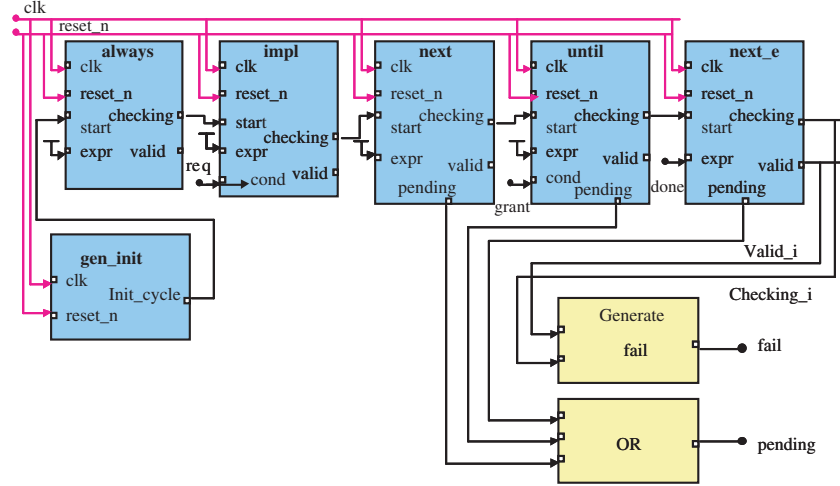 clk
reset_n
always
clk
reset_n
checking
start
expr
valid
impl
clk
reset_n
start
checking
expr
valid
cond
req
next
clk
reset_n
checking
start
expr
valid
pending
until
clk
reset_n
checking
start
expr
valid
cond
pending
grant
next_e
clk
reset_n
checking
start
expr
valid
pending
done
gen_init
clk
Init_cycle
reset_n
Valid_i
Checking_i
Generate
fail
fail
OR
pending